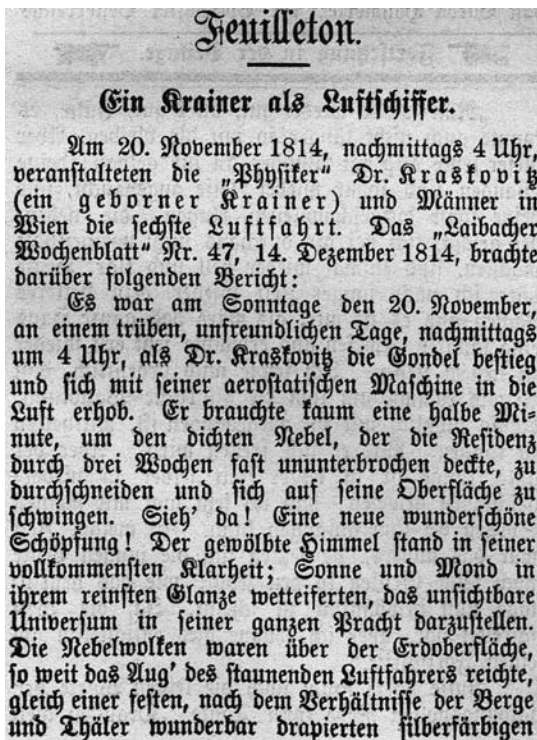 Feuilleton.
Ein Krainer als Luftschiffer.
Am 20. November 1814, nachmittags 4 Uhr,
veranstalteten die „Physiker“ Dr. Kraskovitz
(ein geborner Krainer) und Männer in
Wien die sechste Luftfahrt. Das „Laibacher
Wochenblatt“ Nr. 47, 14. Dezember 1814, brachte
darüber folgenden Bericht:
Es war am Sonntage den 20. November,
an einem trüben, unfreundlichen Tage, nachmittags
um 4 Uhr, als Dr. Kraskovitz die Gondel bestieg
und sich mit seiner aerostatischen Maschine in die
Luft erhob. Er brauchte kaum eine halbe Mi-
nute, um den dichten Nebel, der die Residenz
durch drei Wochen fast ununterbrochen deckte, zu
durchschneiden und sich auf seine Oberfläche zu
schwingen. Sieh' da! Eine neue wunderschöne
Schöpfung! Der gewölbte Himmel stand in seiner
vollkommensten Klarheit; Sonne und Mond in
ihrem reinsten Glanze wetteiferten, das unsichtbare
Universum in seiner ganzen Pracht darzustellen.
Die Nebelwolken waren über der Erdoberfläche,
so weit das Aug' des staunenden Luftfahrers reichte,
gleich einer festen, nach dem Verhältnisse der Berge
und Thäler wunderbar drapierten silberfärbigen